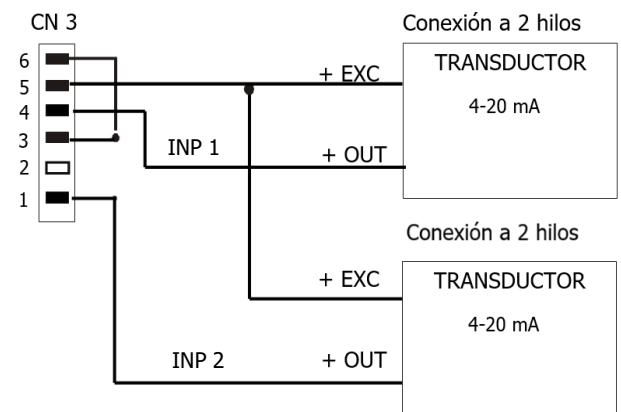 CN 3
6
5
4
3
2
1
Conexión a 2 hilos
+ EXC
TRANSDUCTOR
4-20 mA
INP 1
+ OUT
Conexión a 2 hilos
+ EXC
TRANSDUCTOR
4-20 mA
INP 2
+ OUT